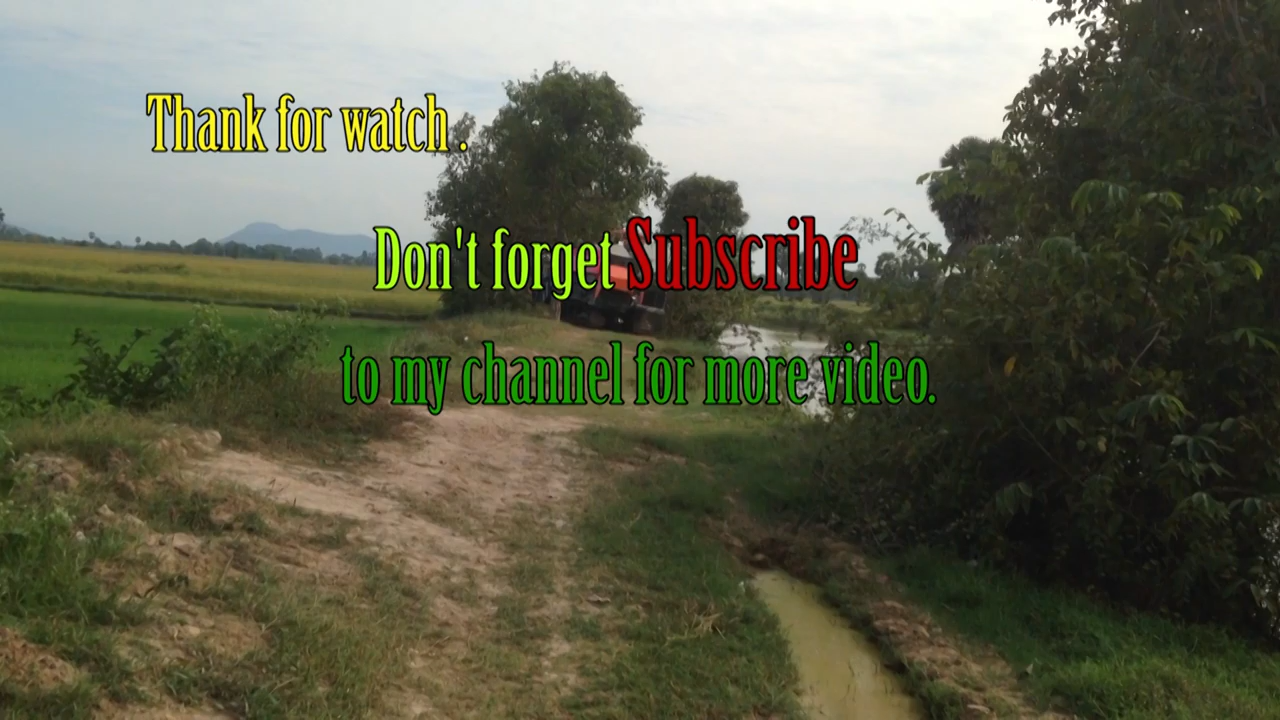 Thank for watch .
Don't forget Subscribe
to my channel for more video.